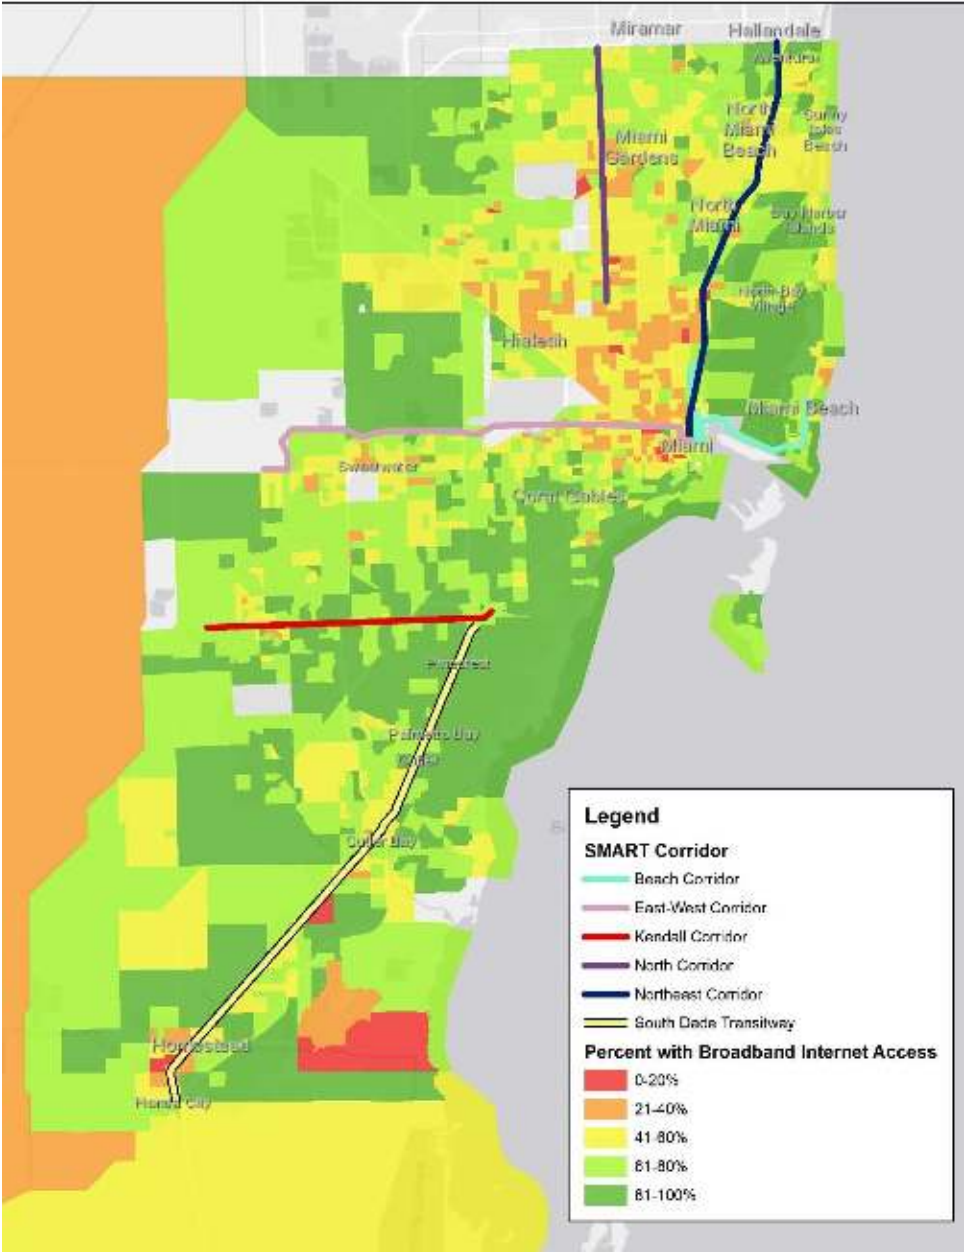 Miramar
Hallandale
Aventura
North
Miami
Beach
Sunny
Isles
Beach
Miami
Gardens
North
Miami
Bay Harbor
Islands
North Bay
Village
Hialeah
Miami Beach
Miami
Sweetwater
Coral Gables
Pinecrest
Palmetto Bay
Cutler
Cutler Bay
Homestead
Florida City
Legend
SMART Corridor
Beach Corridor
East-West Corridor
Kendall Corridor
North Corridor
Northeast Corridor
South Dade Transitway
Percent with Broadband Internet Access
0-20%
21-40%
41-60%
61-80%
81-100%